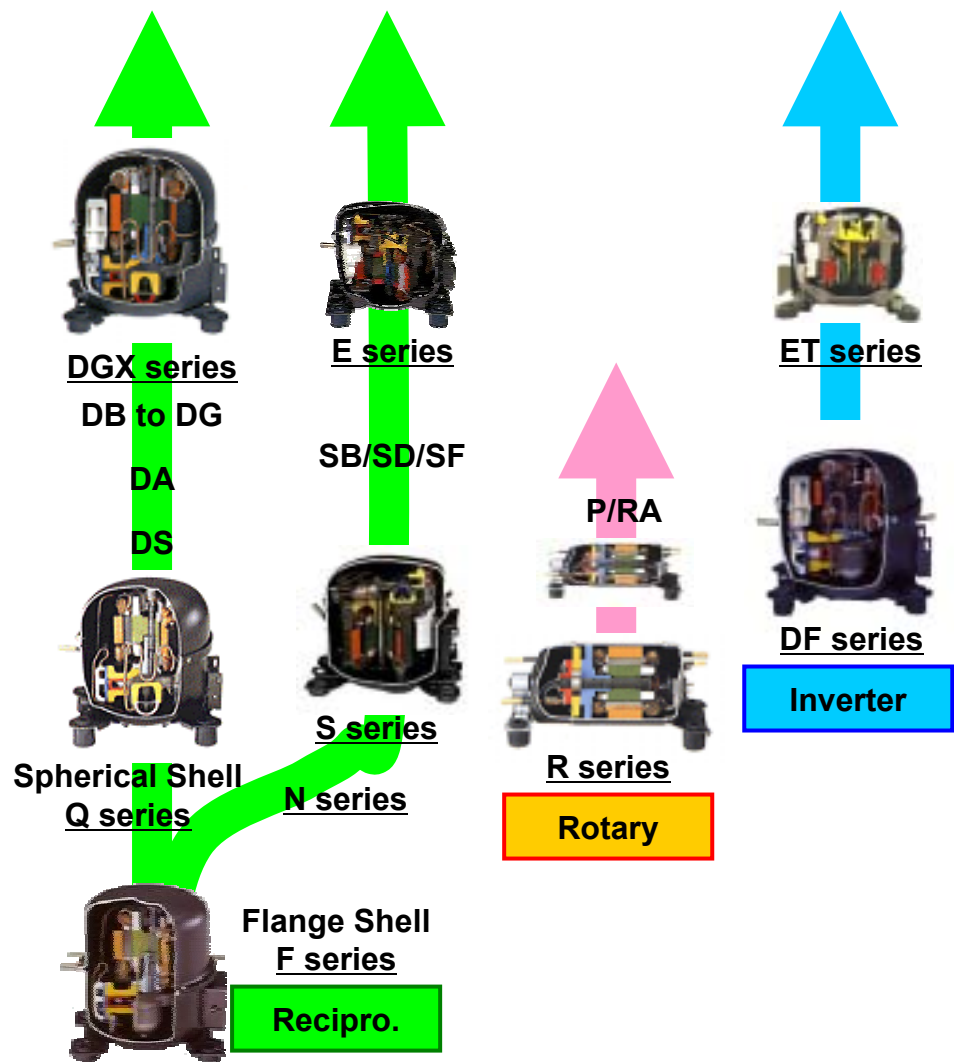 DGX series
DB to DG
DA
DS
Spherical Shell
Q series
Flange Shell
F series
Recipro.
E series
SB/SD/SF
S series
N series
P/RA
R series
Rotary
ET series
DF series
Inverter